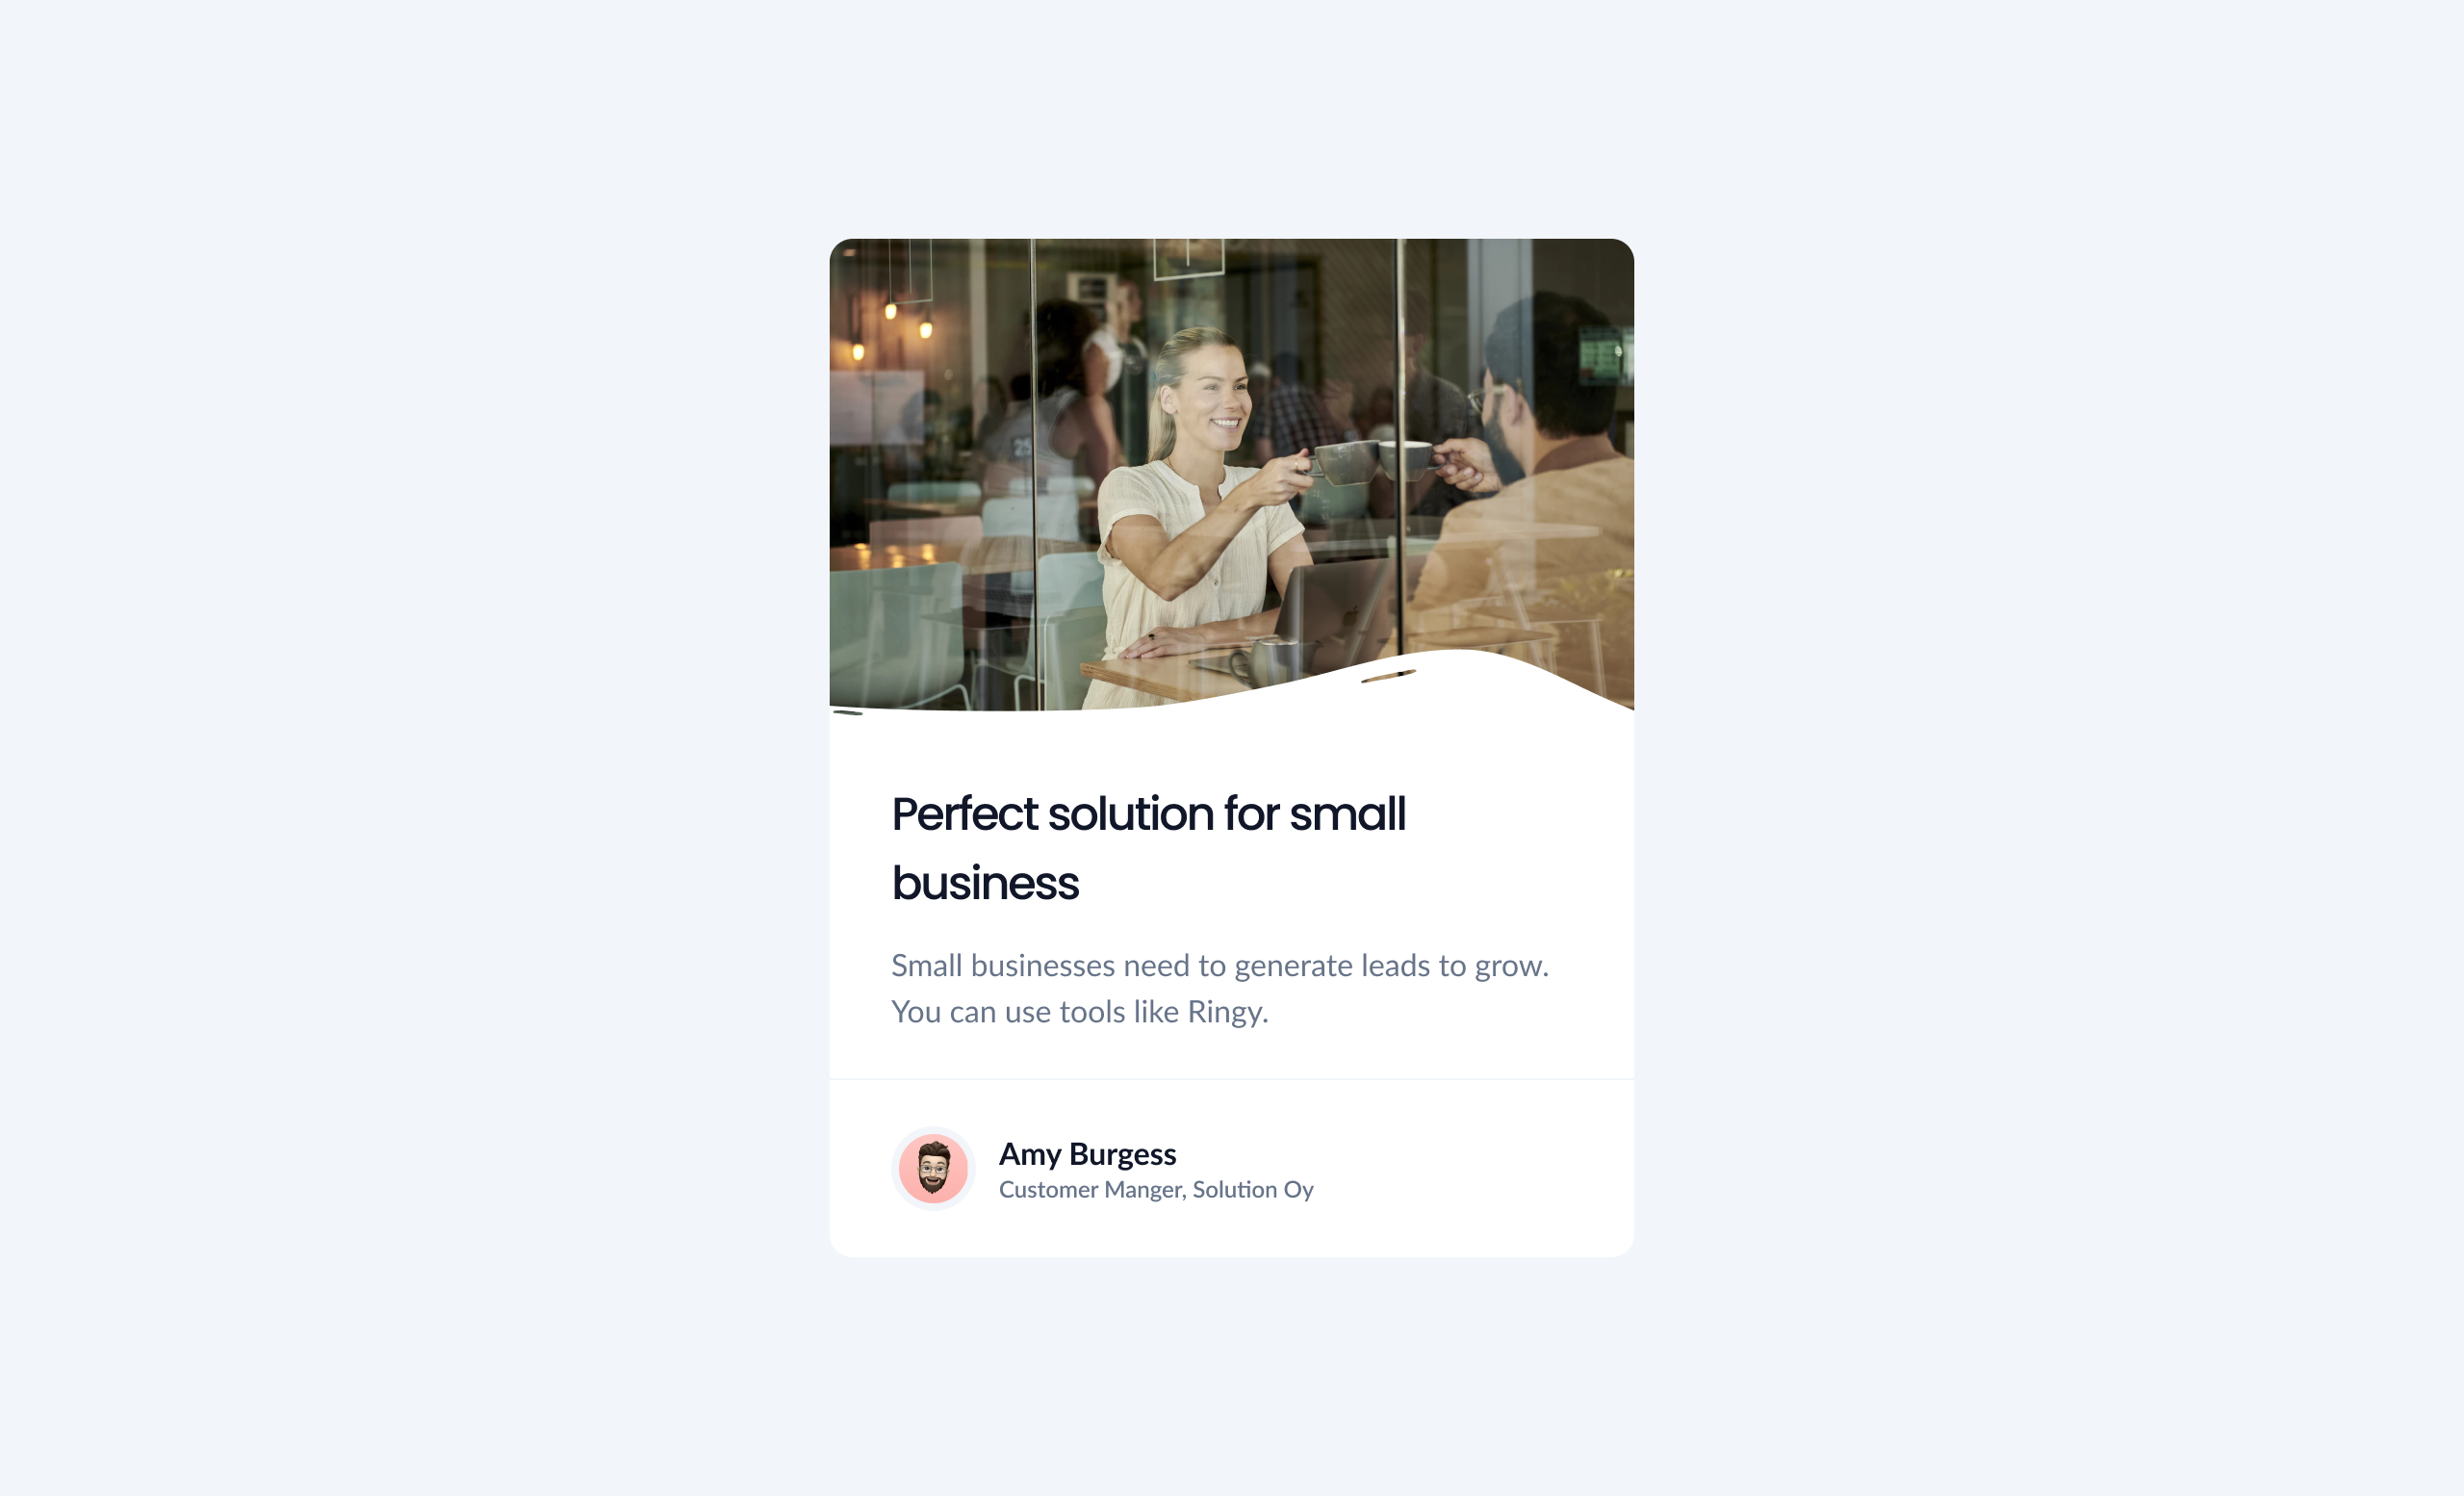 Perfect solution for small
business
Small businesses need to generate leads to grow.
You can use tools like Ringy.
Amy Burgess
Customer Manger, Solution Oy